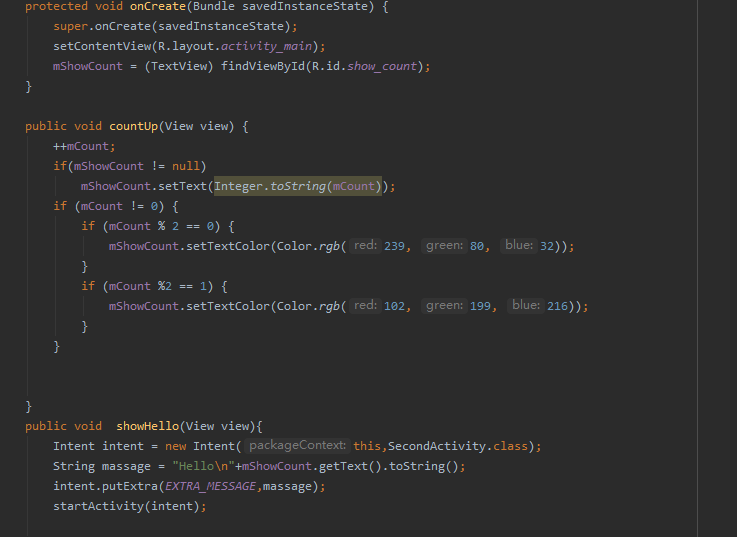 protected void onCreate(Bundle savedInstanceState) {
super.onCreate(savedInstanceState);
setContentView(R.layout.activity_main);
mShowCount = (TextView) findViewById(R.id.show_count);
}
public void countUp(View view) {
++mCount;
if(mShowCount != null)
mShowCount.setText(Integer.toString(mCount));
if (mCount != 0) {
if (mCount % 2 == 0) {
mShowCount.setTextColor(Color.rgb( red: 239, green: 80, blue: 32));
}
if (mCount %2 == 1) {
mShowCount.setTextColor(Color.rgb( red: 102, green: 199, blue: 216));
}
}
}
public void showHello(View view){
Intent intent = new Intent( packageContext: this,SecondActivity.class);
String massage = "Hello\n"+mShowCount.getText().toString();
intent.putExtra(EXTRA_MESSAGE,massage);
startActivity(intent);